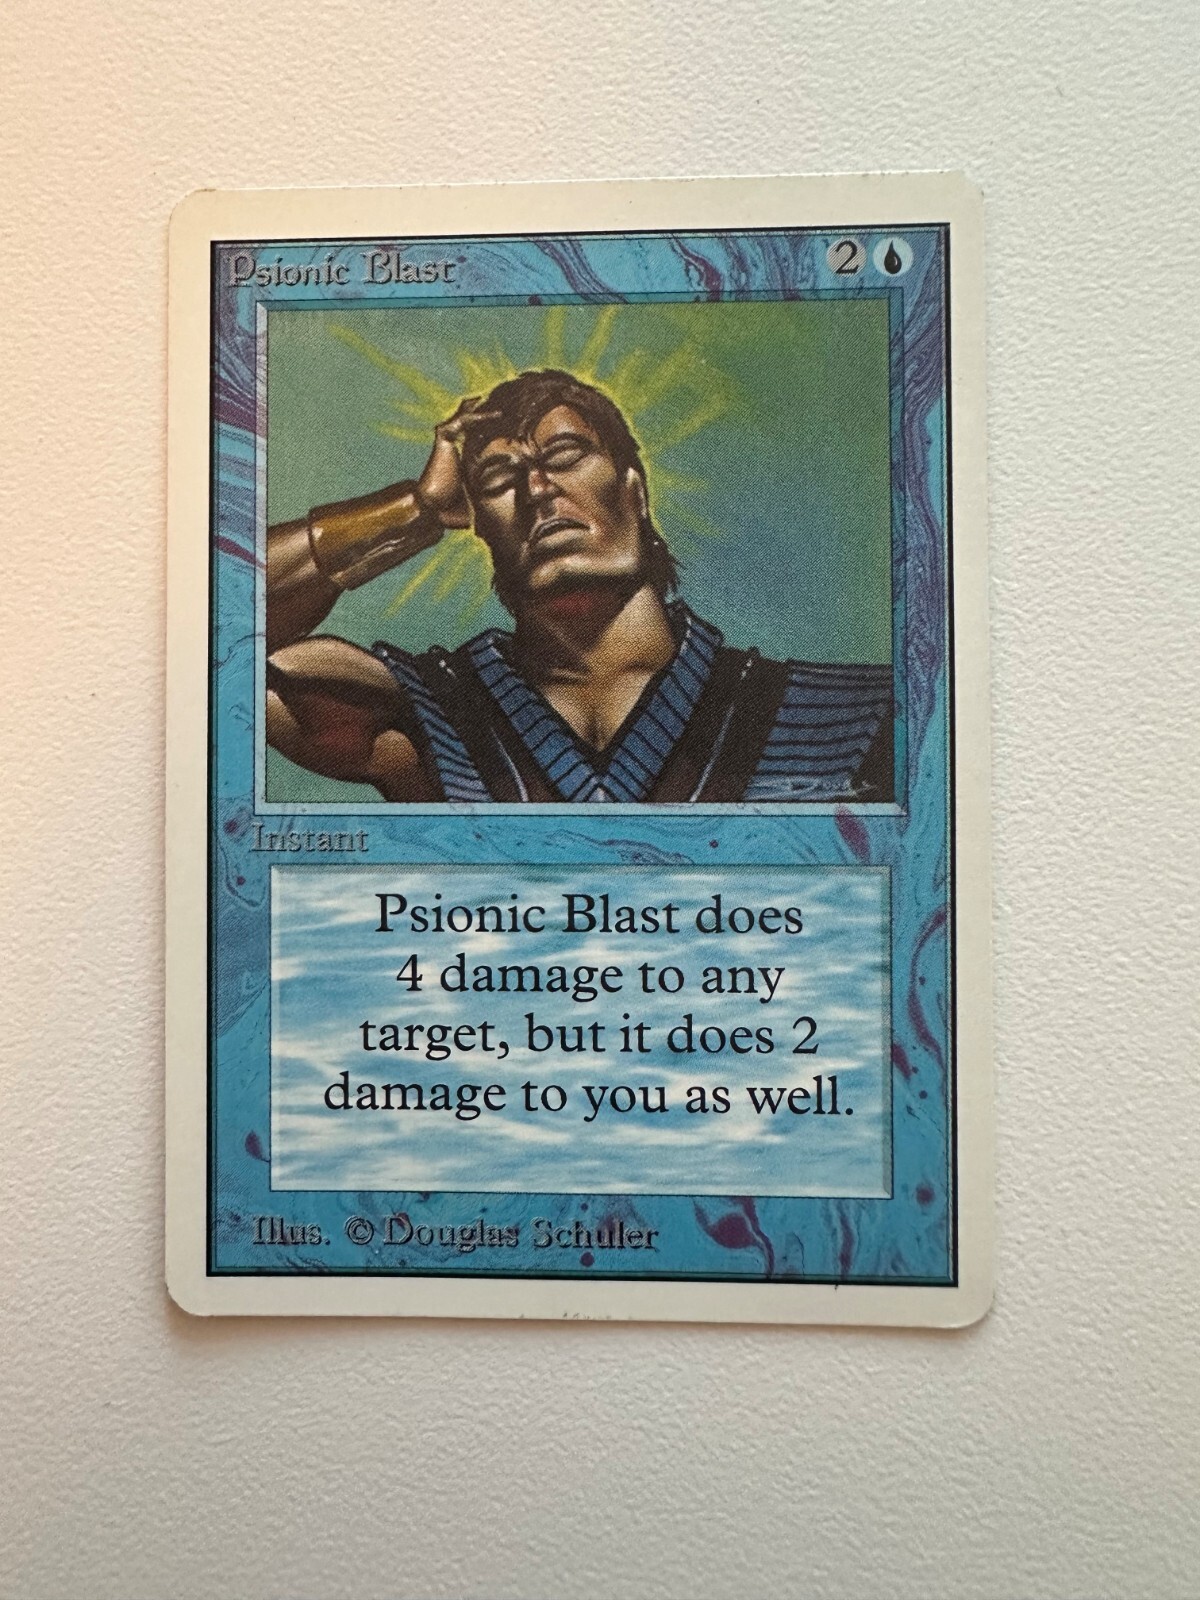 Psionic Blast 2
Instant
Psionic Blast does
4 damage to any
target, but it does 2
damage to you as well.
Illus. © Douglas Schuler